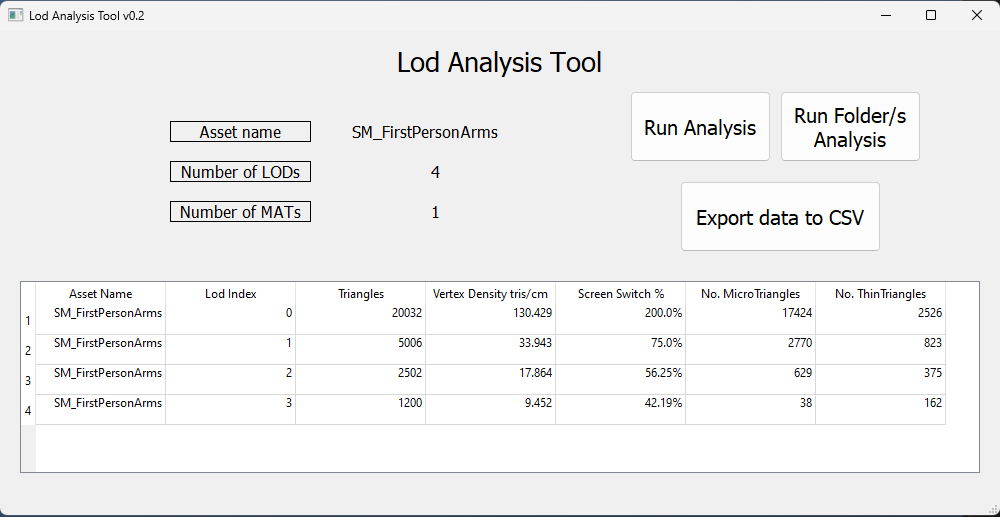 Lod Analysis Tool v0.2
Lod Analysis Tool
Asset name SM_FirstPersonArms
Number of LODs 4
Number of MATs 1
Run Analysis
Run Folder/s
Analysis
Export data to CSV
Asset Name Lod Index Triangles Vertex Density tris/cm Screen Switch % No. MicroTriangles No. ThinTriangles
1 SM_FirstPersonArms 0 20032 130.429 200.0% 17424 2526
2 SM_FirstPersonArms 1 5006 33.943 75.0% 2770 823
3 SM_FirstPersonArms 2 2502 17.864 56.25% 629 375
4 SM_FirstPersonArms 3 1200 9.452 42.19% 38 162